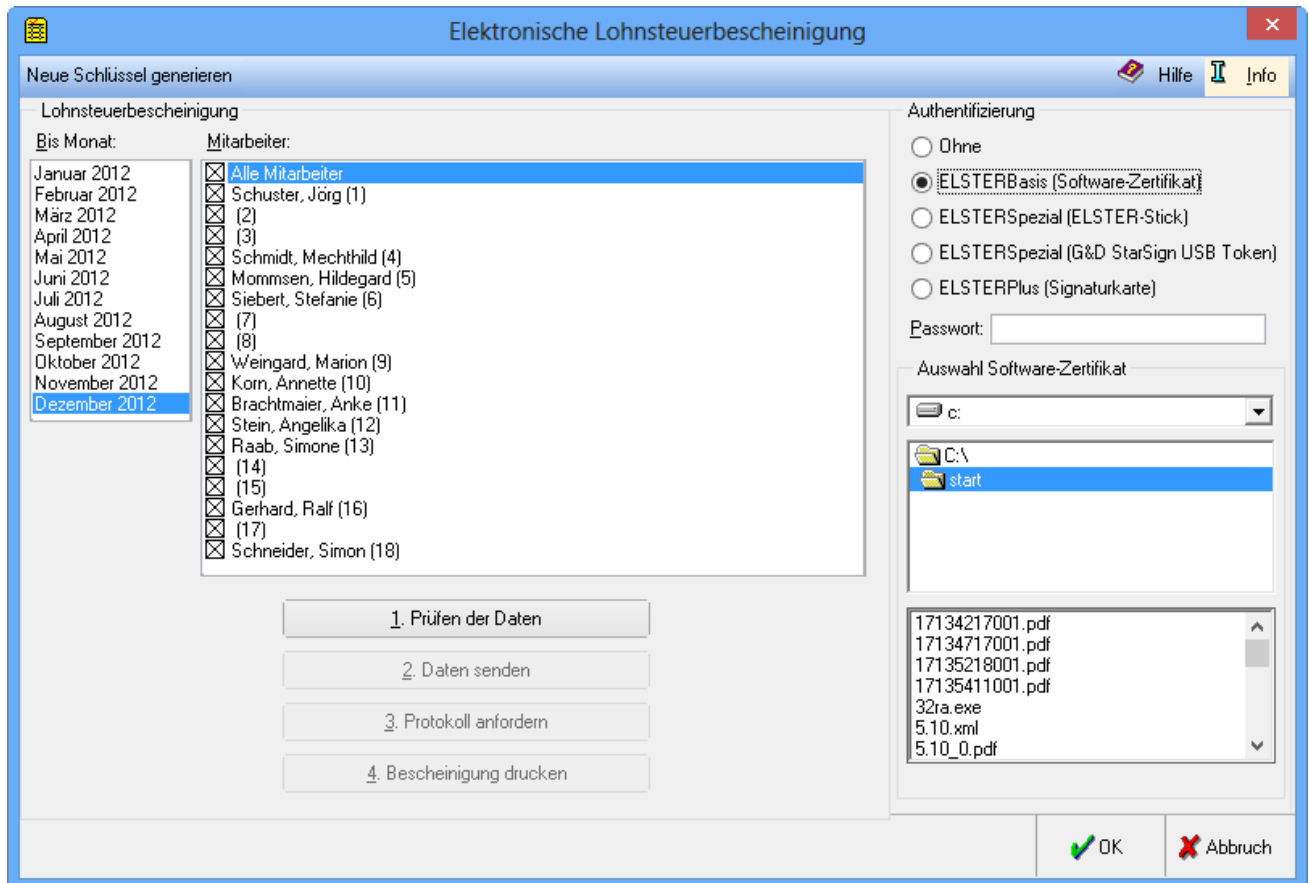 Elektronische Lohnsteuerbescheinigung
Neue Schlüssel generieren
Hilfe
Info
Lohnsteuerbescheinigung
Bis Monat:
Januar 2012
Februar 2012
März 2012
April 2012
Mai 2012
Juni 2012
Juli 2012
August 2012
September 2012
Oktober 2012
November 2012
Dezember 2012
Mitarbeiter:
Alle Mitarbeiter
Schuster, Jörg (1)
(2)
(3)
Schmidt, Mechthild (4)
Mommsen, Hildegard (5)
Siebert, Stefanie (6)
(7)
(8)
Weingard, Marion (9)
Korn, Annette (10)
Brachtmaier, Anke (11)
Stein, Angelika (12)
Raab, Simone (13)
(14)
(15)
Gerhard, Ralf (16)
(17)
Schneider, Simon (18)
1. Prüfen der Daten
2. Daten senden
3. Protokoll anfordern
4. Bescheinigung drucken
Authentifizierung
Ohne
ELSTERBasis (Software-Zertifikat)
ELSTERSpezial (ELSTER-Stick)
ELSTERSpezial (G&D StarSign USB Token)
ELSTERPlus (Signaturkarte)
Passwort:
Auswahl Software-Zertifikat
c:
C:\
start
17134217001.pdf
17134717001.pdf
17135218001.pdf
17135411001.pdf
32ra.exe
5.10.xml
5.10_0.pdf
OK
Abbruch